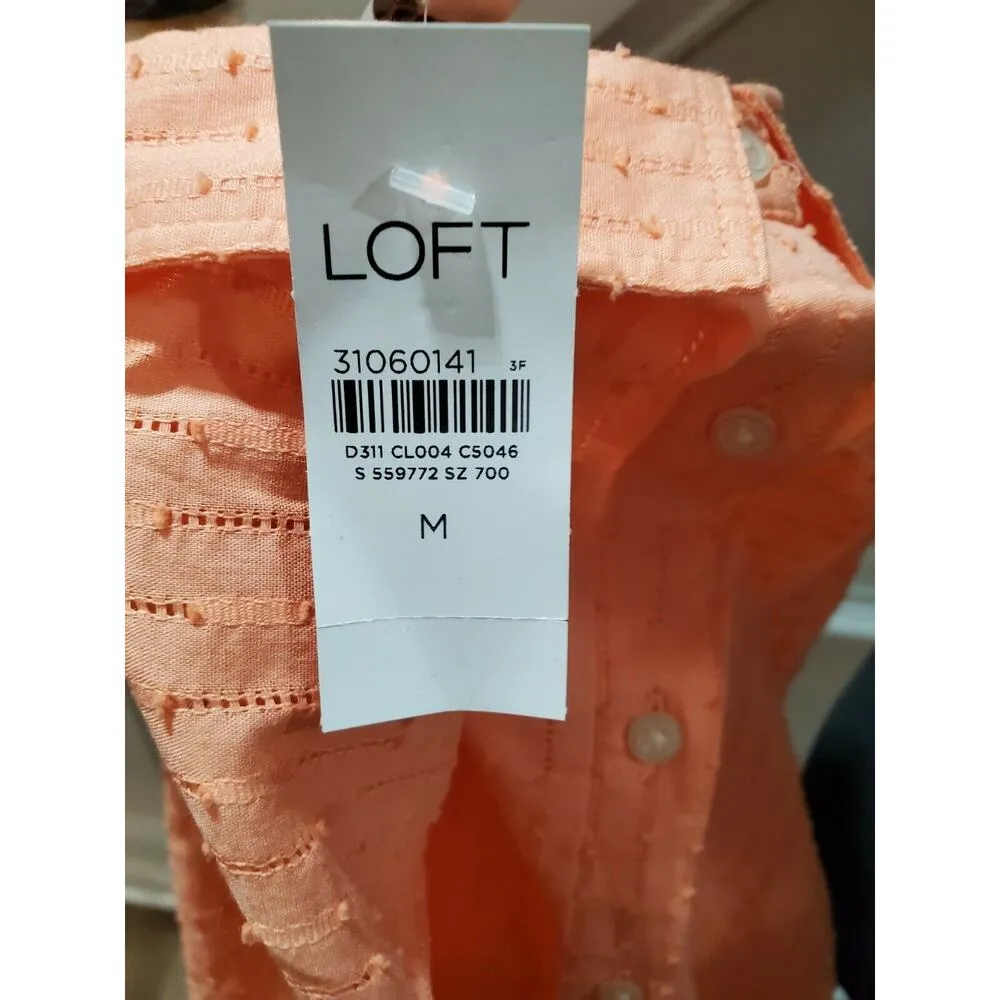 LOFT
31060141 3F
D311 CL004 C5046
S 559772 SZ 700
M